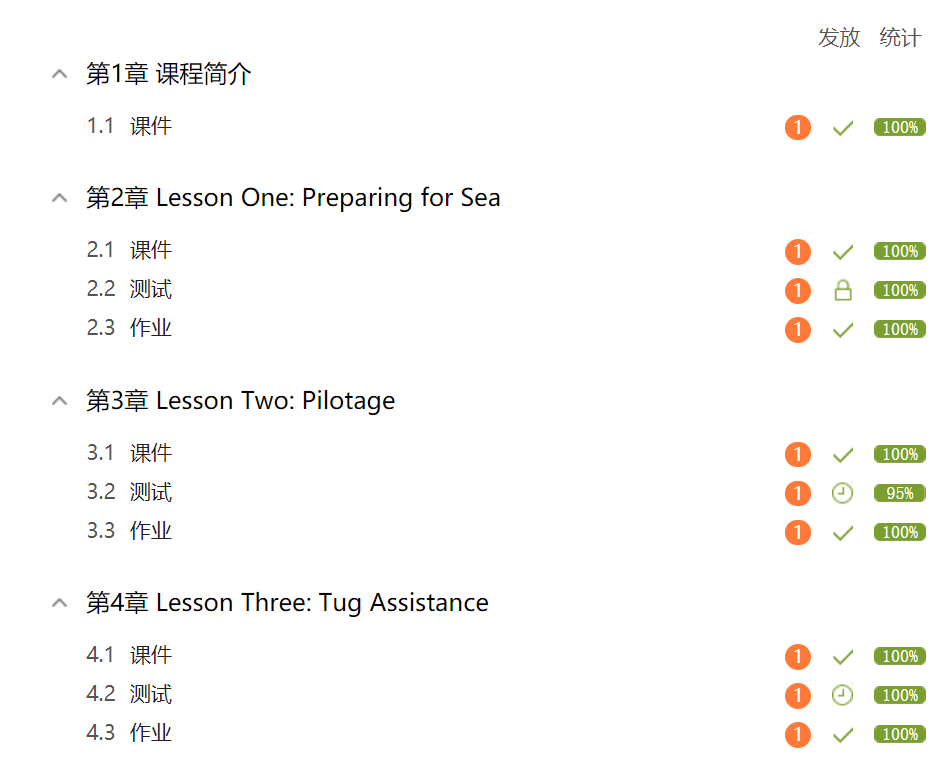 发放 统计
第1章 课程简介
1.1 课件 1 100%
第2章 Lesson One: Preparing for Sea
2.1 课件 1 100%
2.2 测试 1 100%
2.3 作业 1 100%
第3章 Lesson Two: Pilotage
3.1 课件 1 100%
3.2 测试 1 95%
3.3 作业 1 100%
第4章 Lesson Three: Tug Assistance
4.1 课件 1 100%
4.2 测试 1 100%
4.3 作业 1 100%